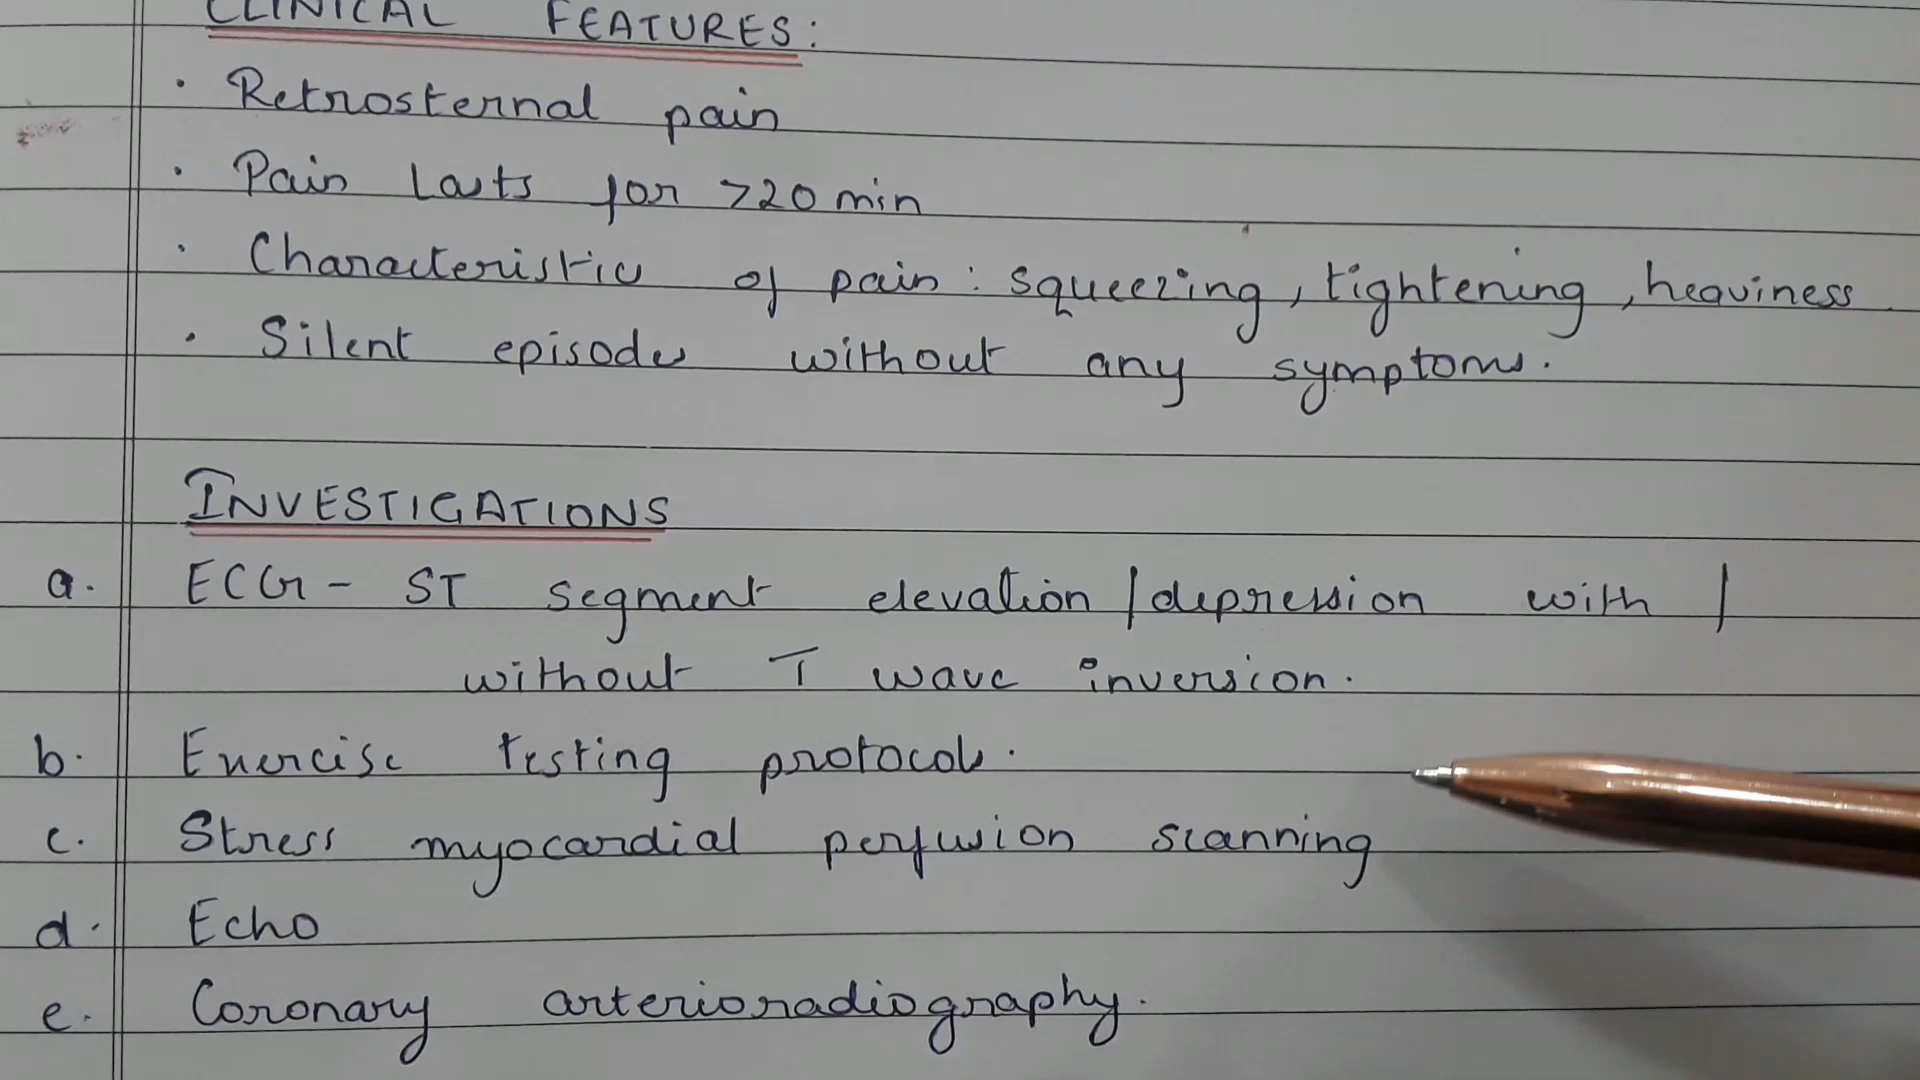 CLINICAL FEATURES:
· Retrosternal pain
· Pain Lasts for >20 min
· Characteristic of pain: squeezing, tightening, heaviness
· Silent episodes without any symptoms.
INVESTIGATIONS
a. ECG - ST segment elevation/depression with/
without T wave inversion.
b. Exercise testing protocols.
c. Stress myocardial perfusion scanning
d. Echo
e. Coronary arterioradiography.